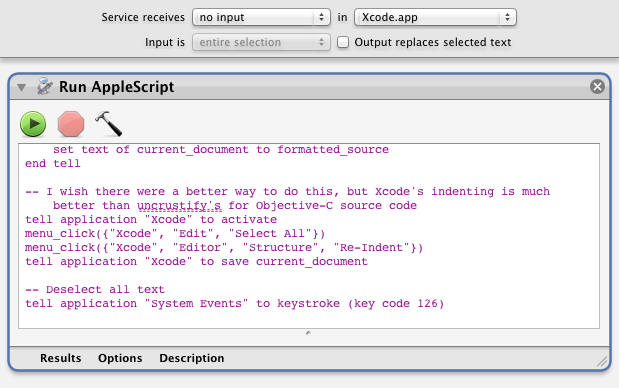 Service receives no input in Xcode.app
Input is entire selection Output replaces selected text
Run AppleScript
set text of current_document to formatted_source
end tell
-- I wish there were a better way to do this, but Xcode's indenting is much
better than uncrustify's for Objective-C source code
tell application "Xcode" to activate
menu_click({"Xcode", "Edit", "Select All"})
menu_click({"Xcode", "Editor", "Structure", "Re-Indent"})
tell application "Xcode" to save current_document
-- Deselect all text
tell application "System Events" to keystroke (key code 126)
Results Options Description